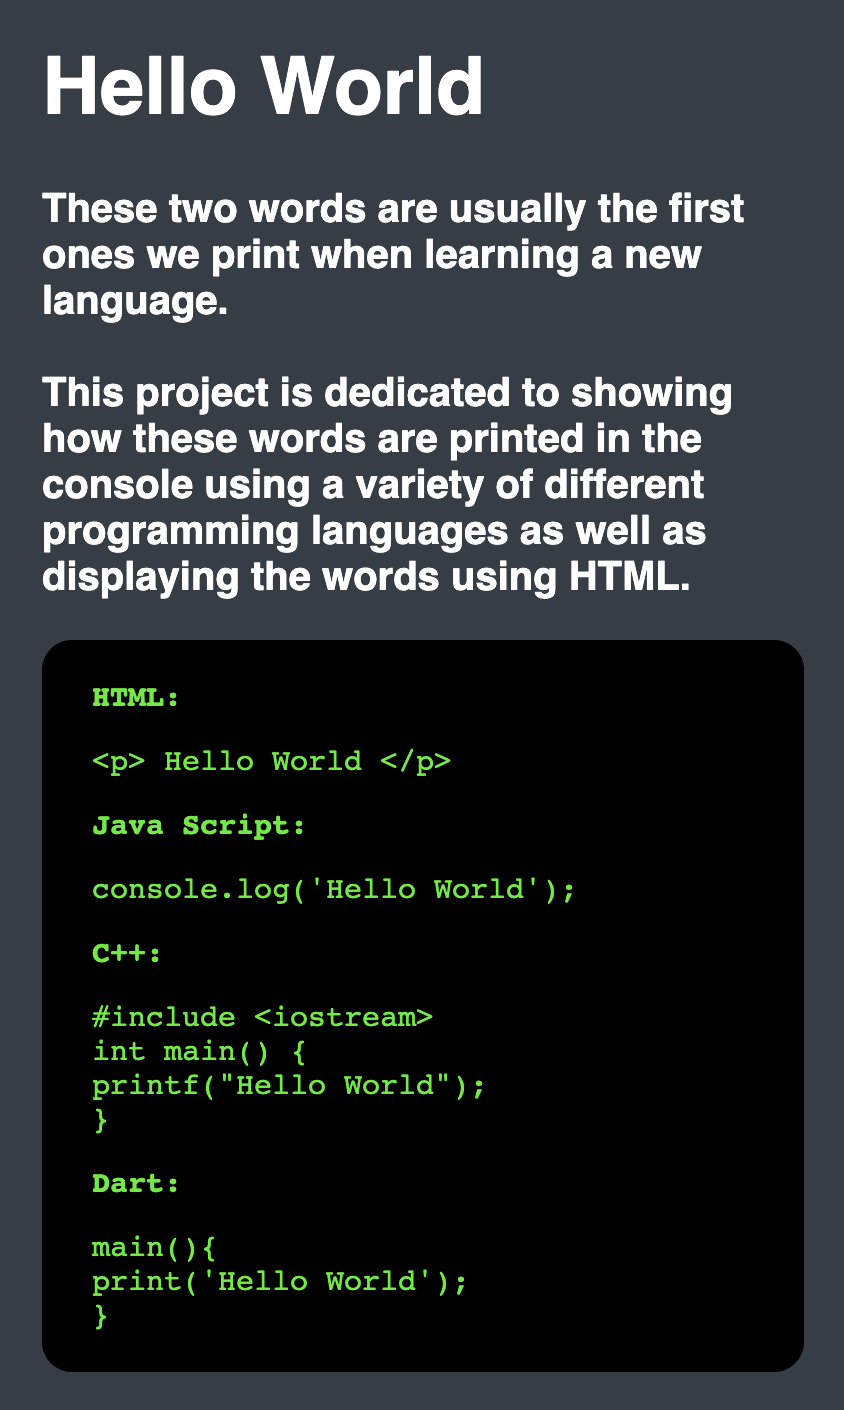 Hello World
These two words are usually the first
ones we print when learning a new
language.
This project is dedicated to showing
how these words are printed in the
console using a variety of different
programming languages as well as
displaying the words using HTML.
HTML:
<p> Hello World </p>
Java Script:
console.log('Hello World');
C++:
#include <iostream>
int main() {
printf("Hello World");
}
Dart:
main(){
print('Hello World');
}